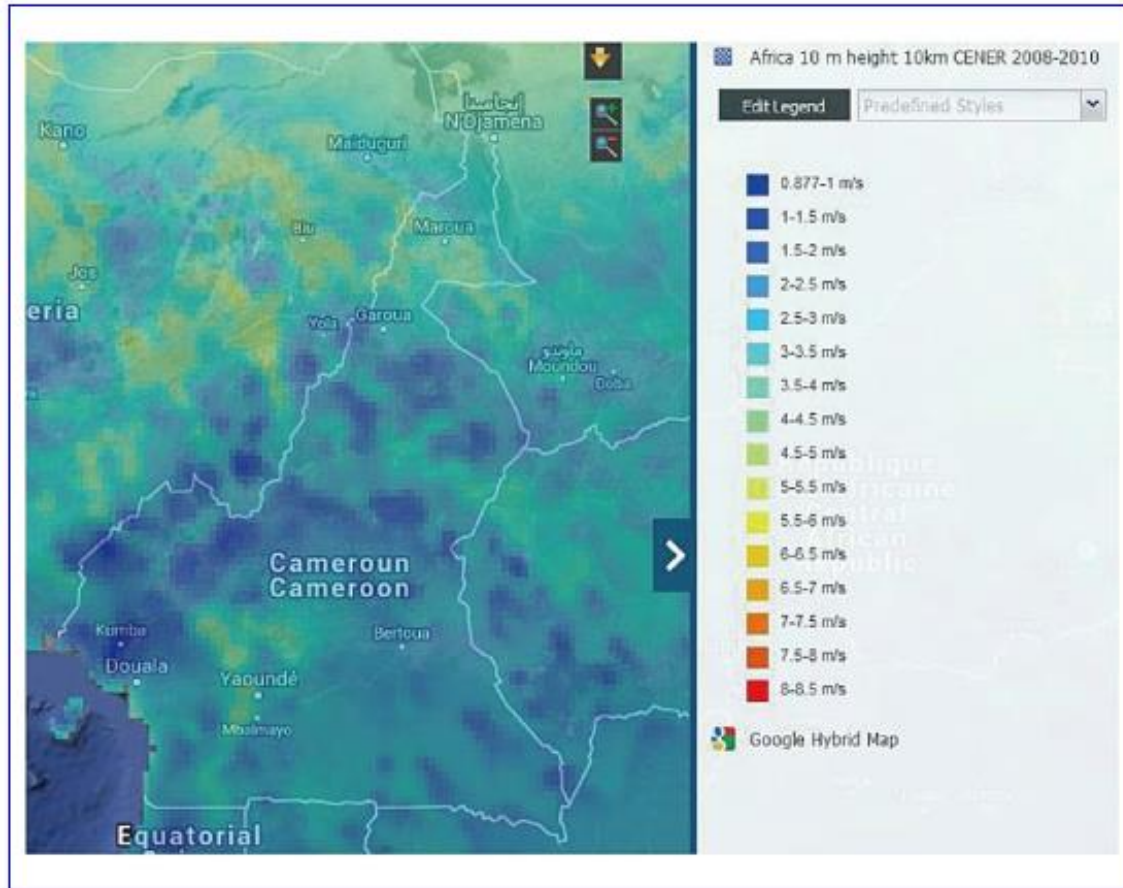 Africa 10 m height 10km CENER 2008-2010
Edit Legend
Predefined Styles
0.877-1 m/s
1-1.5 m/s
1.5-2 m/s
2-2.5 m/s
2.5-3 m/s
3-3.5 m/s
3.5-4 m/s
4-4.5 m/s
4.5-5 m/s
5-5.5 m/s
5.5-6 m/s
6-6.5 m/s
6.5-7 m/s
7-7.5 m/s
7.5-8 m/s
8-8.5 m/s
Google Hybrid Map
إنجامينا
N'Djamena
Kano
Maiduguri
Biu
Maroua
Jos
eria
Yola
Garoua
Moundou
Doba
Cameroun
Cameroon
Kumba
Bertoua
Douala
Yaoundé
Mbalmayo
Equatorial